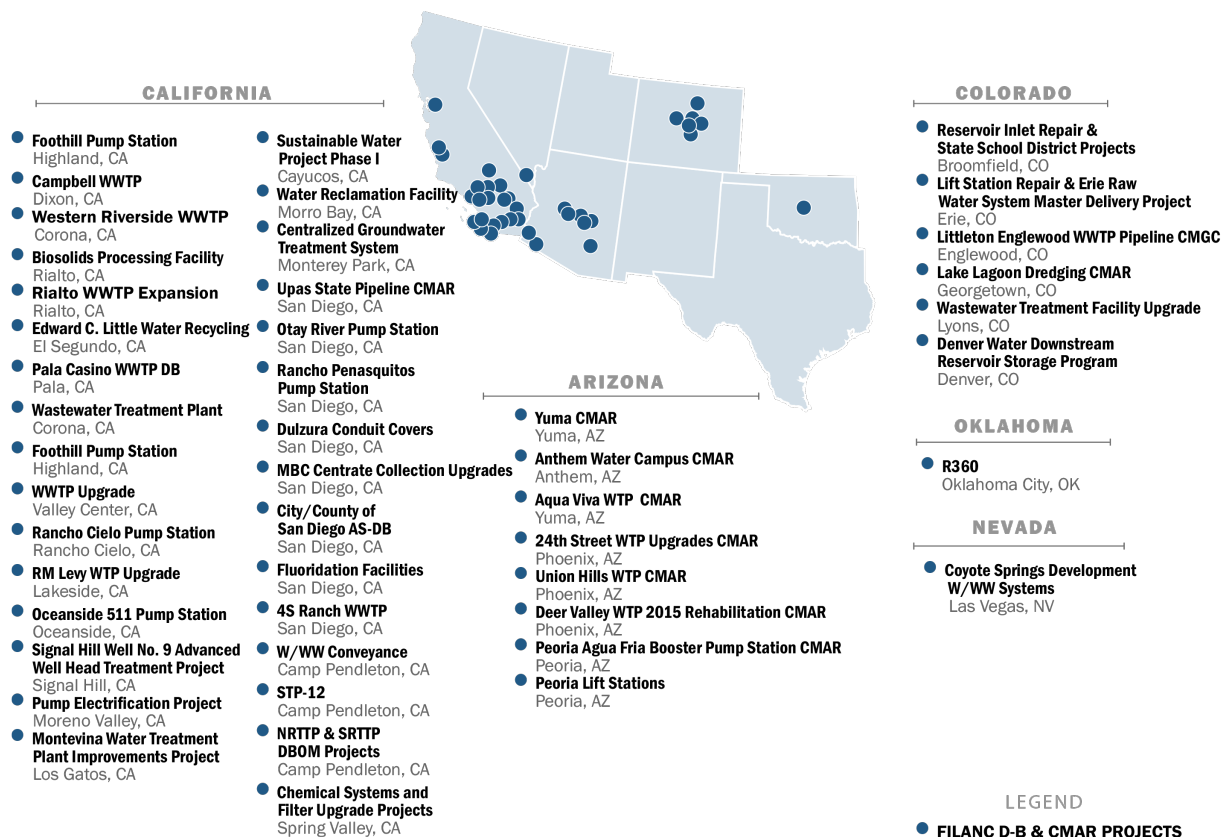 CALIFORNIA
Foothill Pump Station
Highland, CA
Campbell WWTP
Dixon, CA
Western Riverside WWTP
Corona, CA
Biosolids Processing Facility
Rialto, CA
Rialto WWTP Expansion
Rialto, CA
Edward C. Little Water Recycling
El Segundo, CA
Pala Casino WWTP DB
Pala, CA
Wastewater Treatment Plant
Corona, CA
Foothill Pump Station
Highland, CA
WWTP Upgrade
Valley Center, CA
Rancho Cielo Pump Station
Rancho Cielo, CA
RM Levy WTP Upgrade
Lakeside, CA
Oceanside 511 Pump Station
Oceanside, CA
Signal Hill Well No. 9 Advanced
Well Head Treatment Project
Signal Hill, CA
Pump Electrification Project
Moreno Valley, CA
Montevina Water Treatment
Plant Improvements Project
Los Gatos, CA
Sustainable Water
Project Phase I
Cayucos, CA
Water Reclamation Facility
Morro Bay, CA
Centralized Groundwater
Treatment System
Monterey Park, CA
Upas State Pipeline CMAR
San Diego, CA
Otay River Pump Station
San Diego, CA
Rancho Penasquitos
Pump Station
San Diego, CA
Dulzura Conduit Covers
San Diego, CA
MBC Centrate Collection Upgrades
San Diego, CA
City/County of
San Diego AS-DB
San Diego, CA
Fluoridation Facilities
San Diego, CA
4S Ranch WWTP
San Diego, CA
W/WW Conveyance
Camp Pendleton, CA
STP-12
Camp Pendleton, CA
NRTTP & SRTTP
DBOM Projects
Camp Pendleton, CA
Chemical Systems and
Filter Upgrade Projects
Spring Valley, CA
ARIZONA
Yuma CMAR
Yuma, AZ
Anthem Water Campus CMAR
Anthem, AZ
Aqua Viva WTP CMAR
Yuma, AZ
24th Street WTP Upgrades CMAR
Phoenix, AZ
Union Hills WTP CMAR
Phoenix, AZ
Deer Valley WTP 2015 Rehabilitation CMAR
Phoenix, AZ
Peoria Agua Fria Booster Pump Station CMAR
Peoria, AZ
Peoria Lift Stations
Peoria, AZ
COLORADO
Reservoir Inlet Repair &
State School District Projects
Broomfield, CO
Lift Station Repair & Erie Raw
Water System Master Delivery Project
Erie, CO
Littleton Englewood WWTP Pipeline CMGC
Englewood, CO
Lake Lagoon Dredging CMAR
Georgetown, CO
Wastewater Treatment Facility Upgrade
Lyons, CO
Denver Water Downstream
Reservoir Storage Program
Denver, CO
OKLAHOMA
R360
Oklahoma City, OK
NEVADA
Coyote Springs Development
W/WW Systems
Las Vegas, NV
LEGEND
FILANC D-B & CMAR PROJECTS